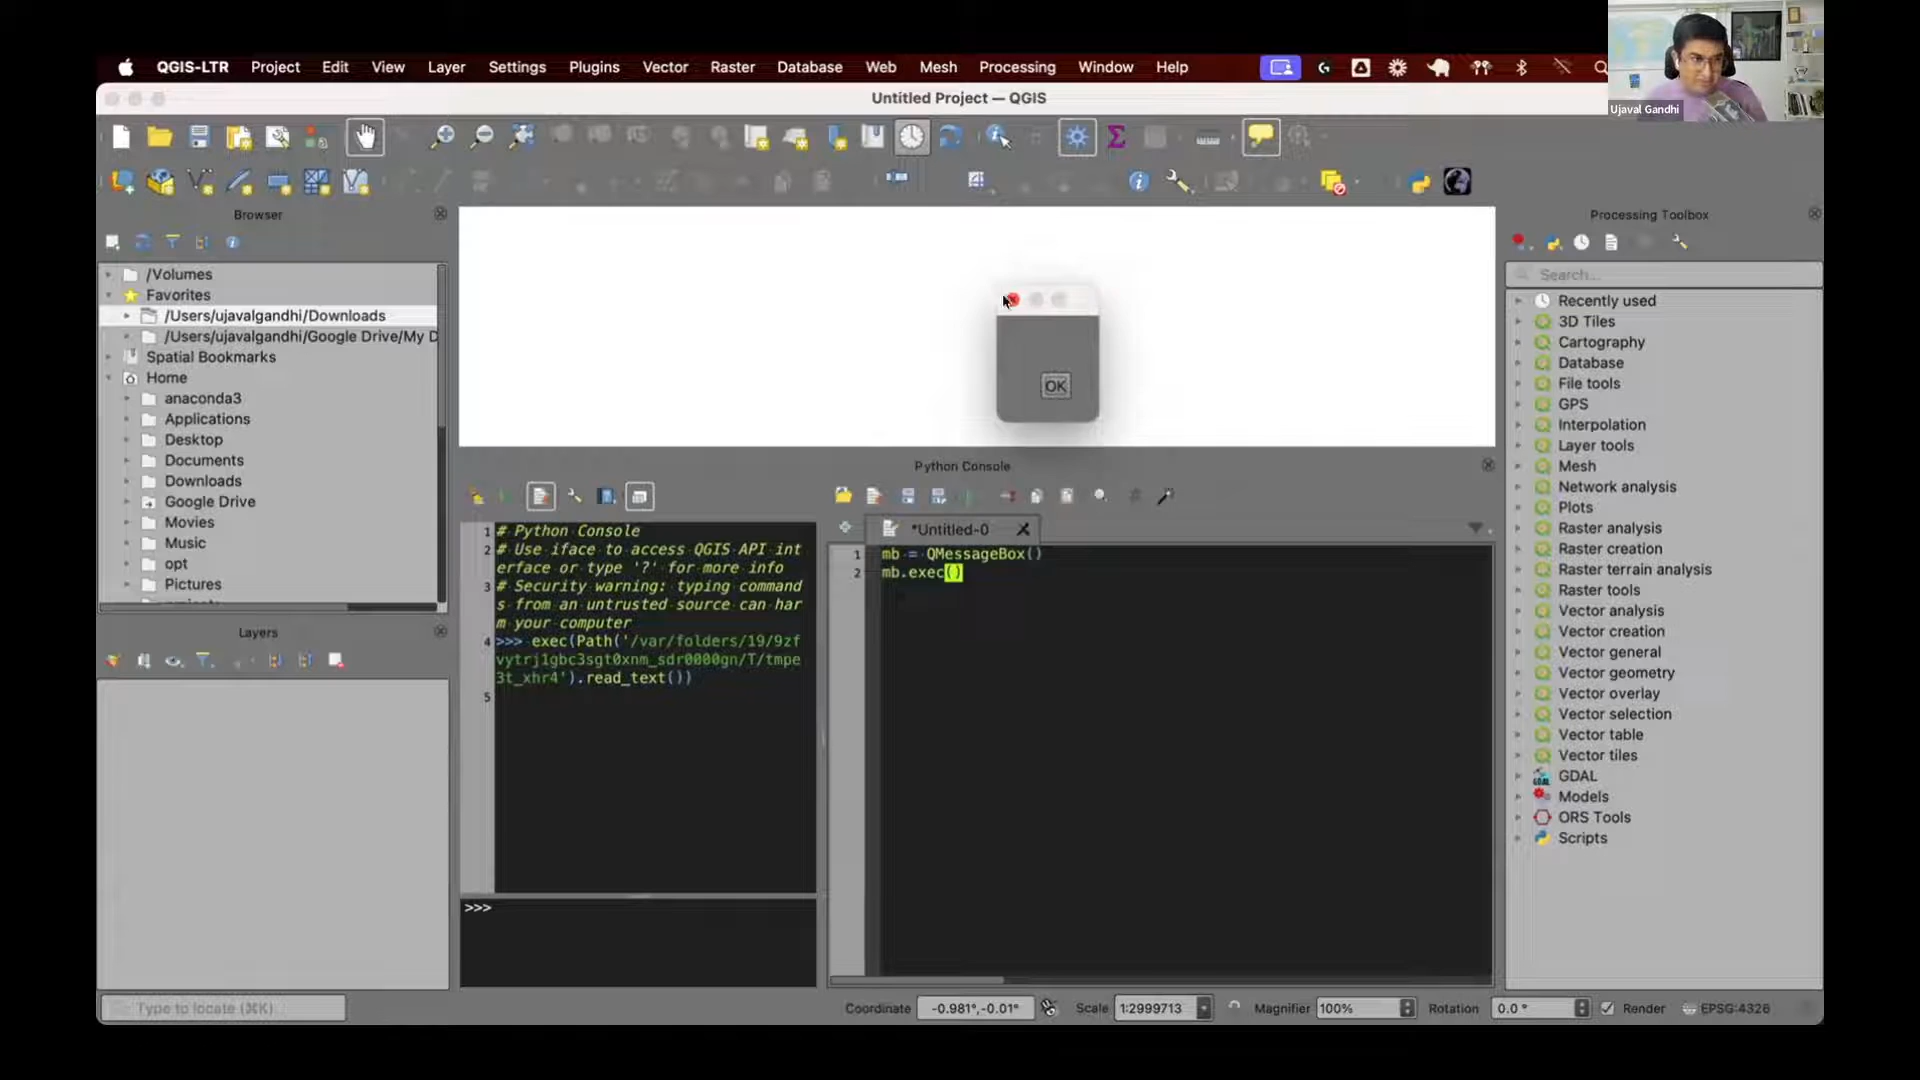 QGIS-LTR Project Edit View Layer Settings Plugins Vector Raster Database Web Mesh Processing Window Help
Ujaval Gandhi
Untitled Project — QGIS
Browser
/Volumes
Favorites
/Users/ujavalgandhi/Downloads
/Users/ujavalgandhi/Google Drive/My D
Spatial Bookmarks
Home
anaconda3
Applications
Desktop
Documents
Downloads
Google Drive
Movies
Music
opt
Pictures
Layers
Type to locate (⌘K)
OK
Python Console
1 # Python Console
2 # Use iface to access QGIS API int
erface or type '?' for more info
3 # Security warning: typing command
s from an untrusted source can har
m your computer
4 >>> exec(Path('/var/folders/19/9zf
vytrj1gbc3sgt0xnm_sdr0000gn/T/tmpe
3t_xhr4').read_text())
5
>>>
*Untitled-0
1 mb = QMessageBox()
2 mb.exec()
Processing Toolbox
Search...
Recently used
3D Tiles
Cartography
Database
File tools
GPS
Interpolation
Layer tools
Mesh
Network analysis
Plots
Raster analysis
Raster creation
Raster terrain analysis
Raster tools
Vector analysis
Vector creation
Vector general
Vector geometry
Vector overlay
Vector selection
Vector table
Vector tiles
GDAL
Models
ORS Tools
Scripts
Coordinate -0.981°,-0.01° Scale 1:2999713 Magnifier 100% Rotation 0.0 ° Render EPSG:4326